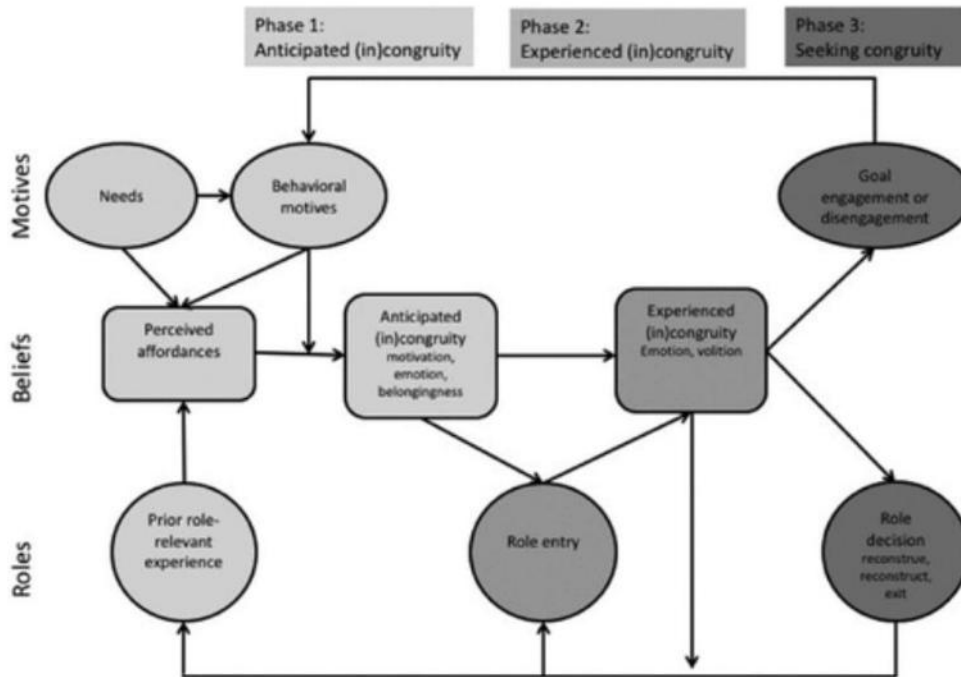 Phase 1:
Anticipated (in)congruity
Phase 2:
Experienced (in)congruity
Phase 3:
Seeking congruity
Motives
Needs
Behavioral
motives
Goal
engagement or
disengagement
Beliefs
Perceived
affordances
Anticipated
(in)congruity
motivation,
emotion,
belongingness
Experienced
(in)congruity
Emotion, volition
Roles
Prior role-
relevant
experience
Role entry
Role
decision
reconstrue,
reconstruct,
exit